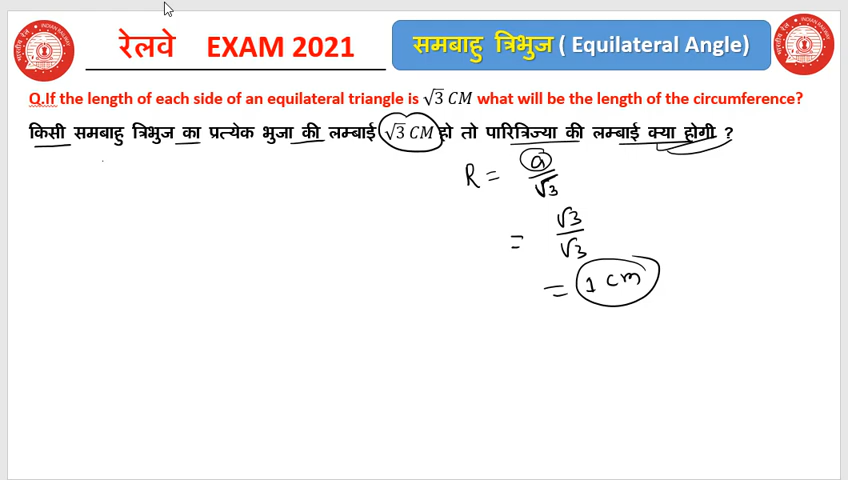 रेलवे EXAM 2021
समबाहु त्रिभुज ( Equilateral Angle)
Q.If the length of each side of an equilateral triangle is √3 CM what will be the length of the circumference?
किसी समबाहु त्रिभुज का प्रत्येक भुजा की लम्बाई √3 CM हो तो पारित्रिज्या की लम्बाई क्या होगी ?
R = a/√3
= √3/√3
= 1 cm